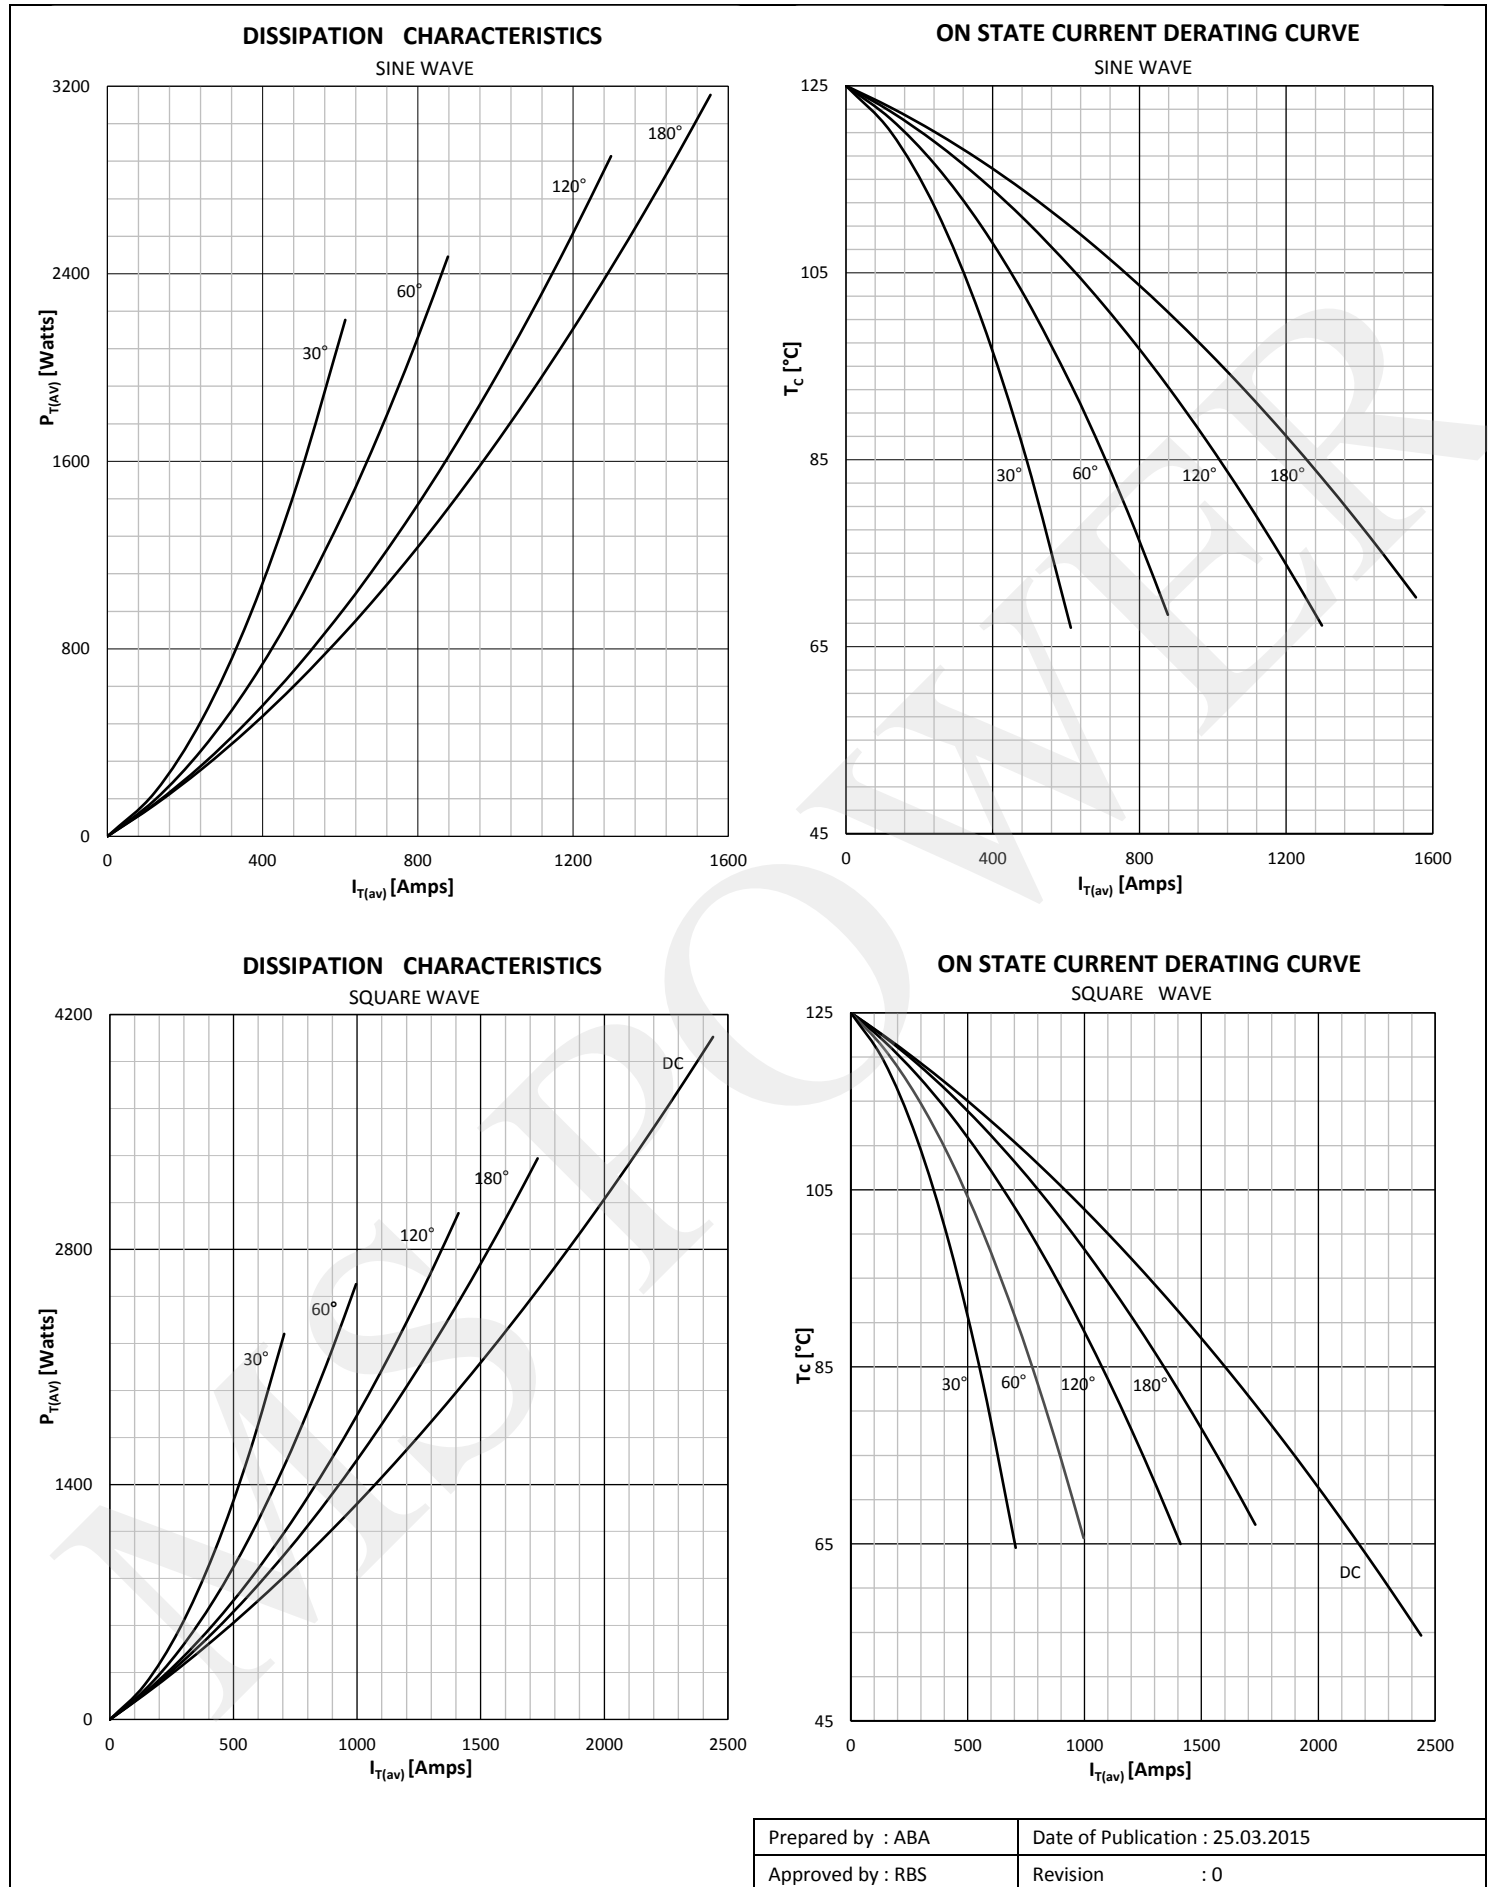 DISSIPATION CHARACTERISTICS
SINE WAVE
3200
2400
1600
800
0
0 400 800 1200 1600
P_T(AV) [Watts]
I_T(av) [Amps]
30°
60°
120°
180°
ON STATE CURRENT DERATING CURVE
SINE WAVE
125
105
85
65
45
0 400 800 1200 1600
T_C [°C]
I_T(av) [Amps]
30° 60° 120° 180°
DISSIPATION CHARACTERISTICS
SQUARE WAVE
4200
2800
1400
0
0 500 1000 1500 2000 2500
P_T(AV) [Watts]
I_T(av) [Amps]
30°
60°
120°
180°
DC
ON STATE CURRENT DERATING CURVE
SQUARE WAVE
125
105
85
65
45
0 500 1000 1500 2000 2500
Tc [°C]
I_T(av) [Amps]
30° 60° 120° 180°
DC
MS POWER
Prepared by : ABA Date of Publication : 25.03.2015
Approved by : RBS Revision : 0